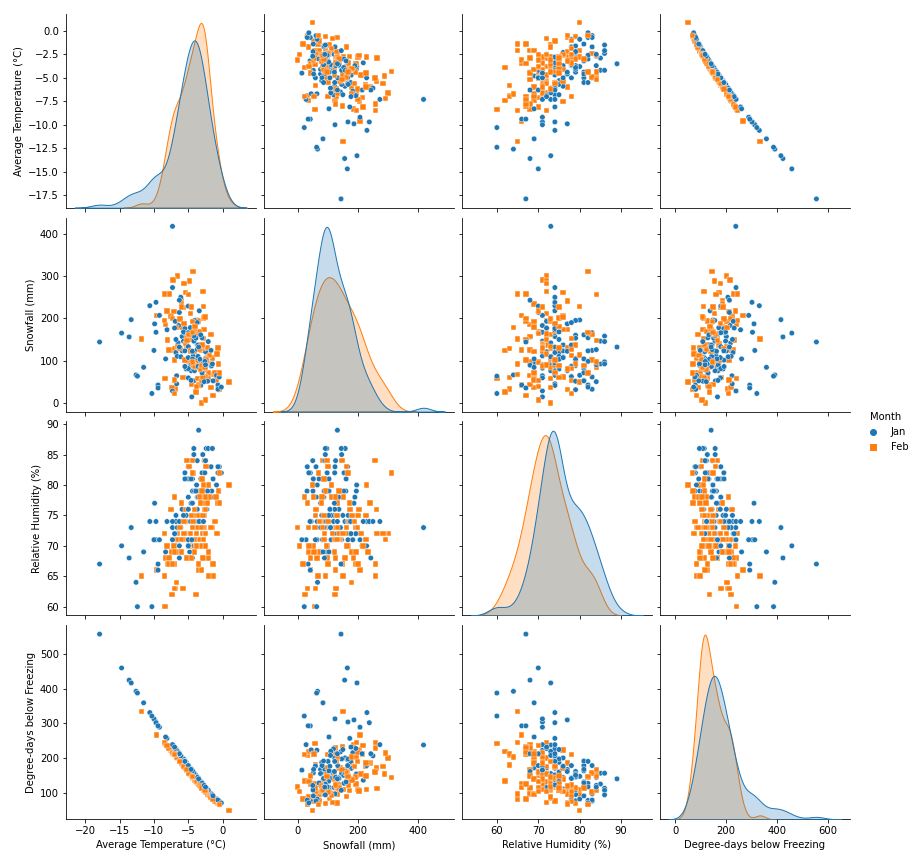 Average Temperature (°C)
0.0
−2.5
−5.0
−7.5
−10.0
−12.5
−15.0
−17.5
Snowfall (mm)
400
300
200
100
0
Relative Humidity (%)
90
85
80
75
70
65
60
Month
Jan
Feb
Degree-days below Freezing
500
400
300
200
100
−20 −15 −10 −5 0
0 200 400
60 70 80 90
0 200 400 600
Average Temperature (°C) Snowfall (mm) Relative Humidity (%) Degree-days below Freezing